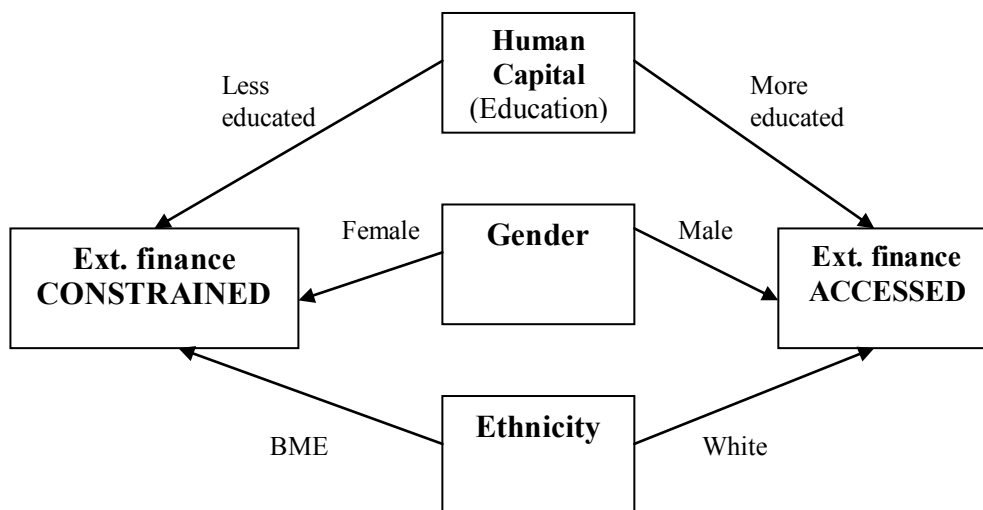 Human
Capital
(Education)
Less
educated
More
educated
Female
Gender
Male
Ext. finance
CONSTRAINED
Ext. finance
ACCESSED
Ethnicity
BME
White